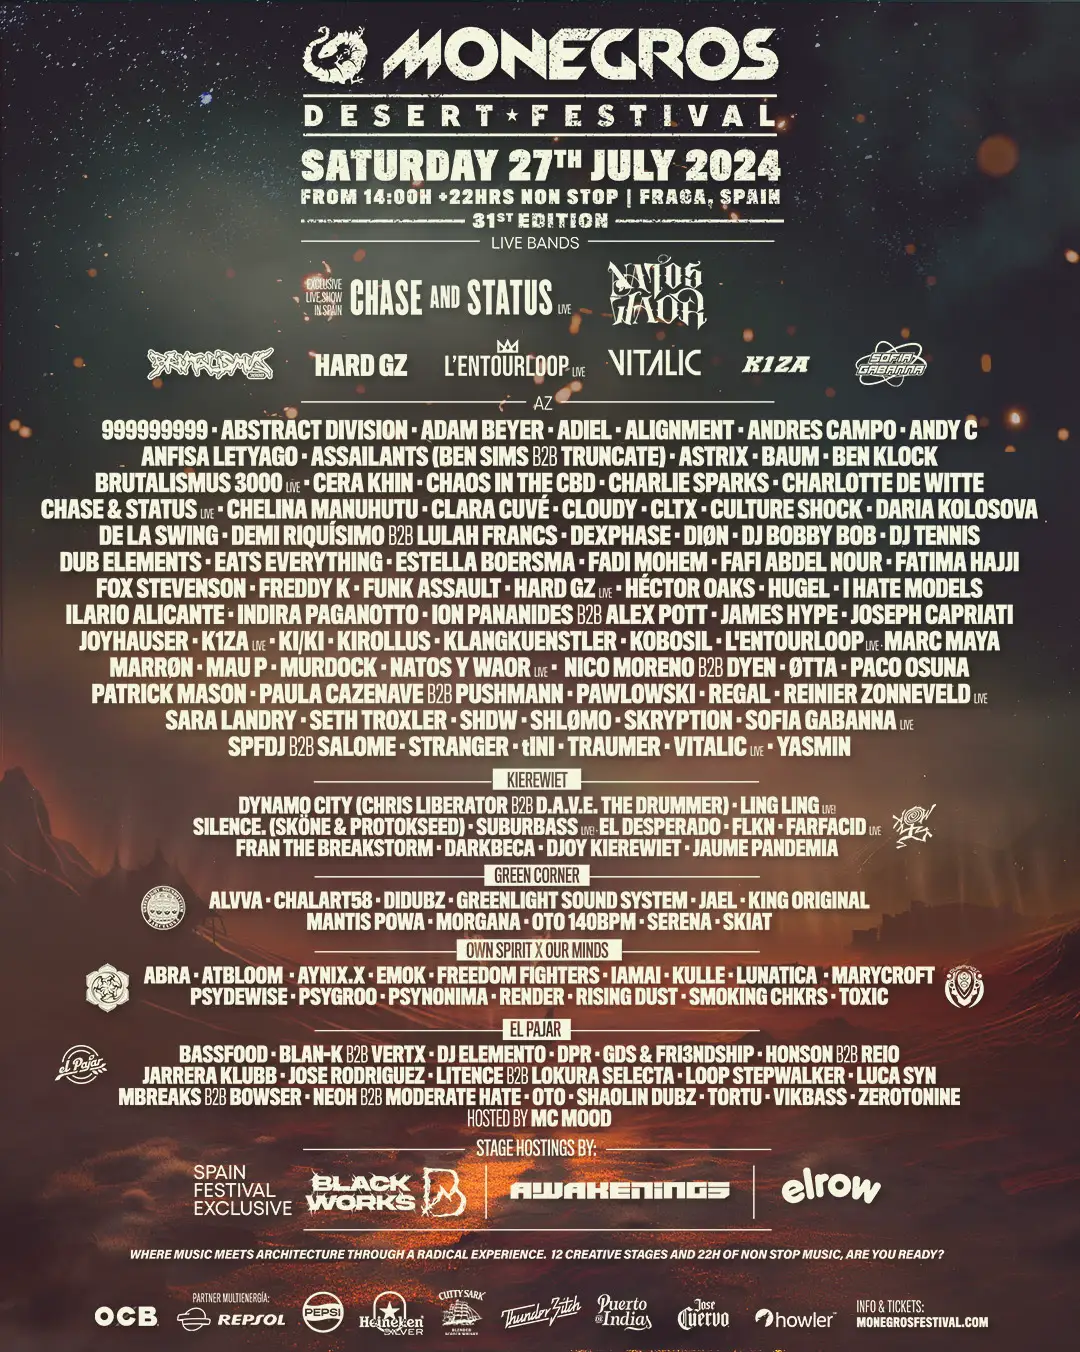 MONEGROS
DESERT ★ FESTIVAL
SATURDAY 27TH JULY 2024
FROM 14:00H +22HRS NON STOP | FRAGA, SPAIN
31ST EDITION
LIVE BANDS
EXCLUSIVE
LIVE SHOW
IN SPAIN
CHASE AND STATUS LIVE
NATOS
WAOR
BRUTALISMUS 3000 HARD GZ L'ENTOURLOOP LIVE VITALIC K1ZA SOFIA GABANNA
AZ
999999999 · ABSTRACT DIVISION · ADAM BEYER · ADIEL · ALIGNMENT · ANDRES CAMPO · ANDY C
ANFISA LETYAGO · ASSAILANTS (BEN SIMS B2B TRUNCATE) · ASTRIX · BAUM · BEN KLOCK
BRUTALISMUS 3000 LIVE · CERA KHIN · CHAOS IN THE CBD · CHARLIE SPARKS · CHARLOTTE DE WITTE
CHASE & STATUS LIVE · CHELINA MANUHUTU · CLARA CUVÉ · CLOUDY · CLTX · CULTURE SHOCK · DARIA KOLOSOVA
DE LA SWING · DEMI RIQUÍSIMO B2B LULAH FRANCS · DEXPHASE · DIØN · DJ BOBBY BOB · DJ TENNIS
DUB ELEMENTS · EATS EVERYTHING · ESTELLA BOERSMA · FADI MOHEM · FAFI ABDEL NOUR · FATIMA HAJJI
FOX STEVENSON · FREDDY K · FUNK ASSAULT · HARD GZ LIVE · HÉCTOR OAKS · HUGEL · I HATE MODELS
ILARIO ALICANTE · INDIRA PAGANOTTO · ION PANANIDES B2B ALEX POTT · JAMES HYPE · JOSEPH CAPRIATI
JOYHAUSER · K1ZA LIVE · KI/KI · KIROLLUS · KLANGKUENSTLER · KOBOSIL · L'ENTOURLOOP LIVE · MARC MAYA
MARRØN · MAU P · MURDOCK · NATOS Y WAOR LIVE · NICO MORENO B2B DYEN · ØTTA · PACO OSUNA
PATRICK MASON · PAULA CAZENAVE B2B PUSHMANN · PAWLOWSKI · REGAL · REINIER ZONNEVELD LIVE
SARA LANDRY · SETH TROXLER · SHDW · SHLØMO · SKRYPTION · SOFIA GABANNA LIVE
SPFDJ B2B SALOME · STRANGER · tINI · TRAUMER · VITALIC LIVE · YASMIN
KIEREWIET
DYNAMO CITY (CHRIS LIBERATOR B2B D.A.V.E. THE DRUMMER) · LING LING LIVE!
SILENCE. (SKÖNE & PROTOKSEED) · SUBURBASS LIVE! · EL DESPERADO · FLKN · FARFACID LIVE
FRAN THE BREAKSTORM · DARKBECA · DJOY KIEREWIET · JAUME PANDEMIA
GREEN CORNER
ALVVA · CHALART58 · DIDUBZ · GREENLIGHT SOUND SYSTEM · JAEL · KING ORIGINAL
MANTIS POWA · MORGANA · OTO 140BPM · SERENA · SKIAT
OWN SPIRIT X OUR MINDS
ABRA · ATBLOOM · AYNIX.X · EMOK · FREEDOM FIGHTERS · IAMAI · KULLE · LUNATICA · MARYCROFT
PSYDEWISE · PSYGROO · PSYNONIMA · RENDER · RISING DUST · SMOKING CHKRS · TOXIC
EL PAJAR
el Pajar
BASSFOOD · BLAN-K B2B VERTX · DJ ELEMENTO · DPR · GDS & FRI3NDSHIP · HONSON B2B REIO
JARRERA KLUBB · JOSE RODRIGUEZ · LITENCE B2B LOKURA SELECTA · LOOP STEPWALKER · LUCA SYN
MBREAKS B2B BOWSER · NEOH B2B MODERATE HATE · OTO · SHAOLIN DUBZ · TORTU · VIKBASS · ZEROTONINE
HOSTED BY MC MOOD
STAGE HOSTINGS BY:
SPAIN
FESTIVAL
EXCLUSIVE
BLACK
WORKS
AWAKENINGS
elrow
WHERE MUSIC MEETS ARCHITECTURE THROUGH A RADICAL EXPERIENCE. 12 CREATIVE STAGES AND 22H OF NON STOP MUSIC, ARE YOU READY?
OCB
PARTNER MULTIENERGÍA:
REPSOL
PEPSI
Heineken
SILVER
CUTTY SARK
BLENDED
SCOTCH WHISKY
Thunder Bitch
Puerto
DE Indias
Jose
Cuervo
howler
INFO & TICKETS:
MONEGROSFESTIVAL.COM